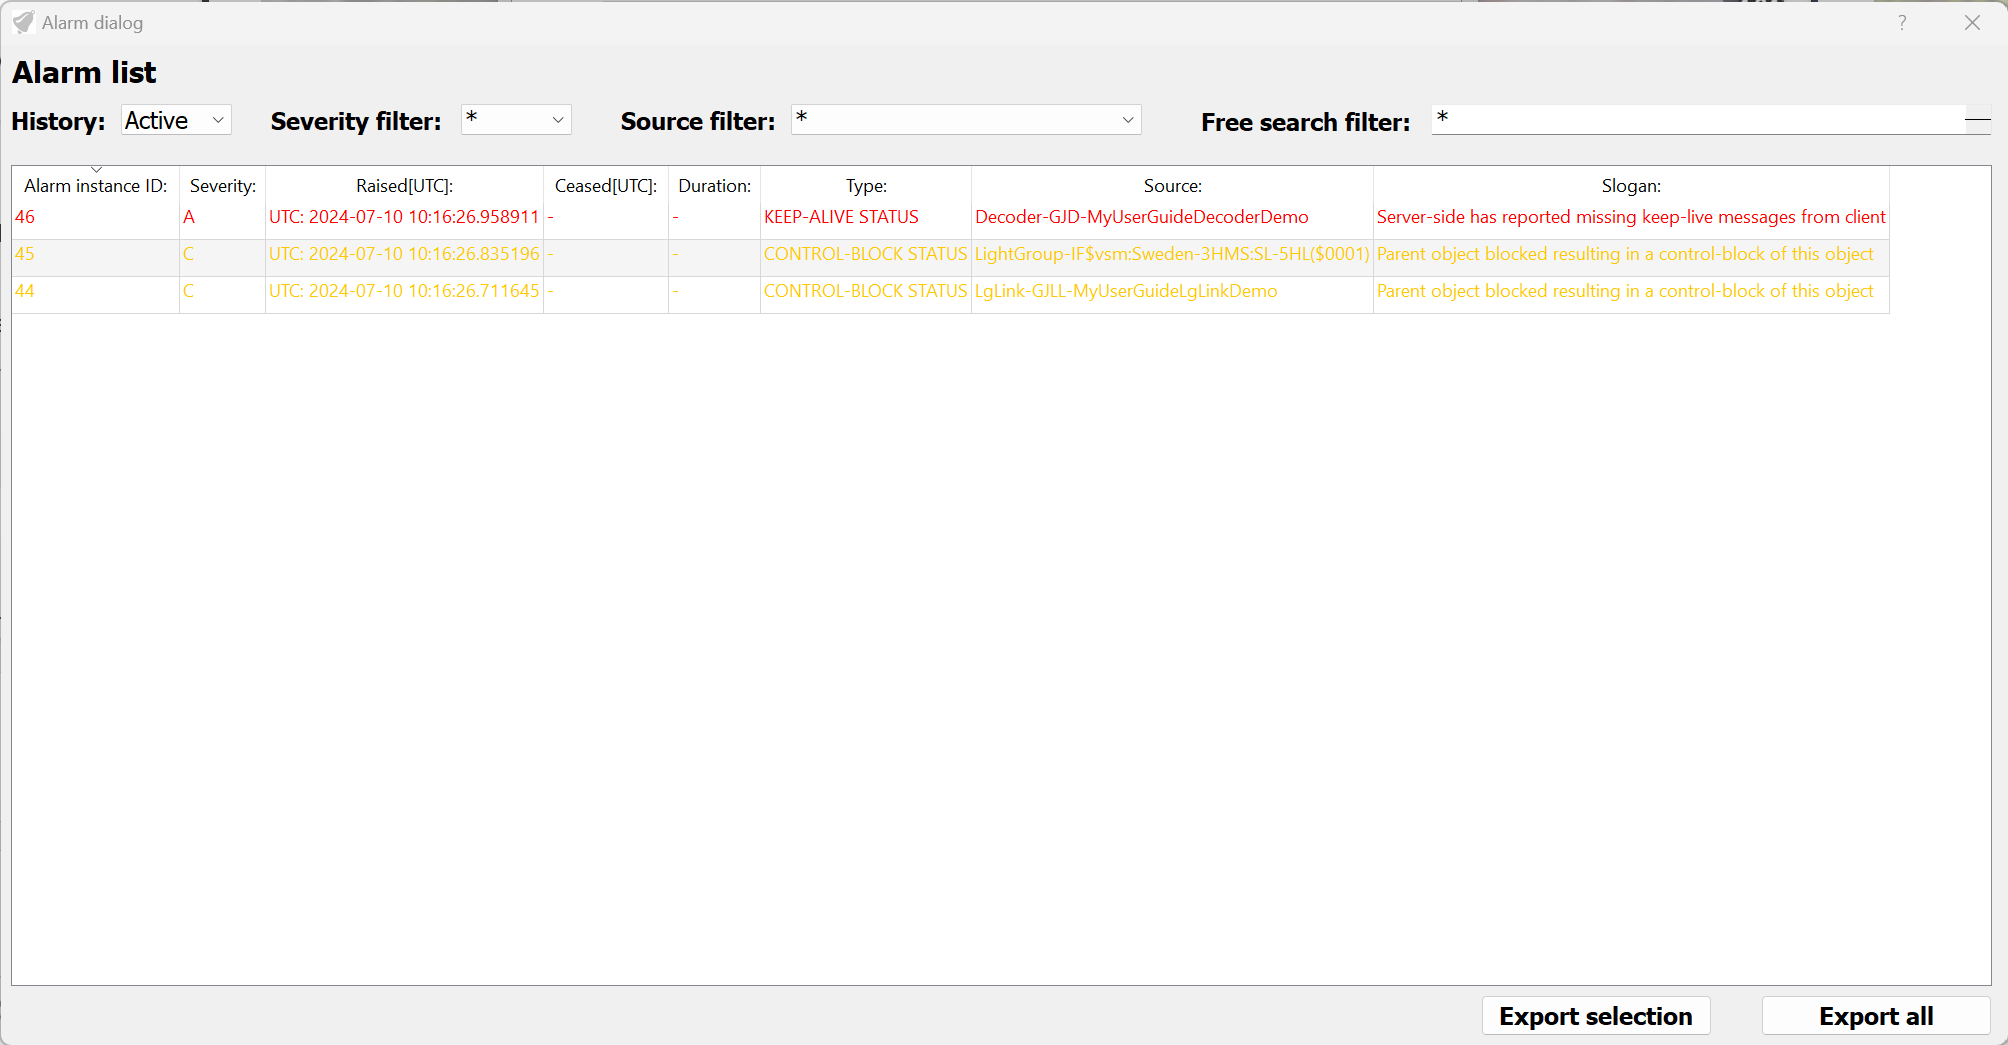 Alarm dialog
?
Alarm list
History: Active Severity filter: * Source filter: * Free search filter: *
Alarm instance ID: Severity: Raised[UTC]: Ceased[UTC]: Duration: Type: Source: Slogan:
46 A UTC: 2024-07-10 10:16:26.958911 - - KEEP-ALIVE STATUS Decoder-GJD-MyUserGuideDecoderDemo Server-side has reported missing keep-live messages from client
45 C UTC: 2024-07-10 10:16:26.835196 - - CONTROL-BLOCK STATUS LightGroup-IF$vsm:Sweden-3HMS:SL-5HL($0001) Parent object blocked resulting in a control-block of this object
44 C UTC: 2024-07-10 10:16:26.711645 - - CONTROL-BLOCK STATUS LgLink-GJLL-MyUserGuideLgLinkDemo Parent object blocked resulting in a control-block of this object
Export selection Export all